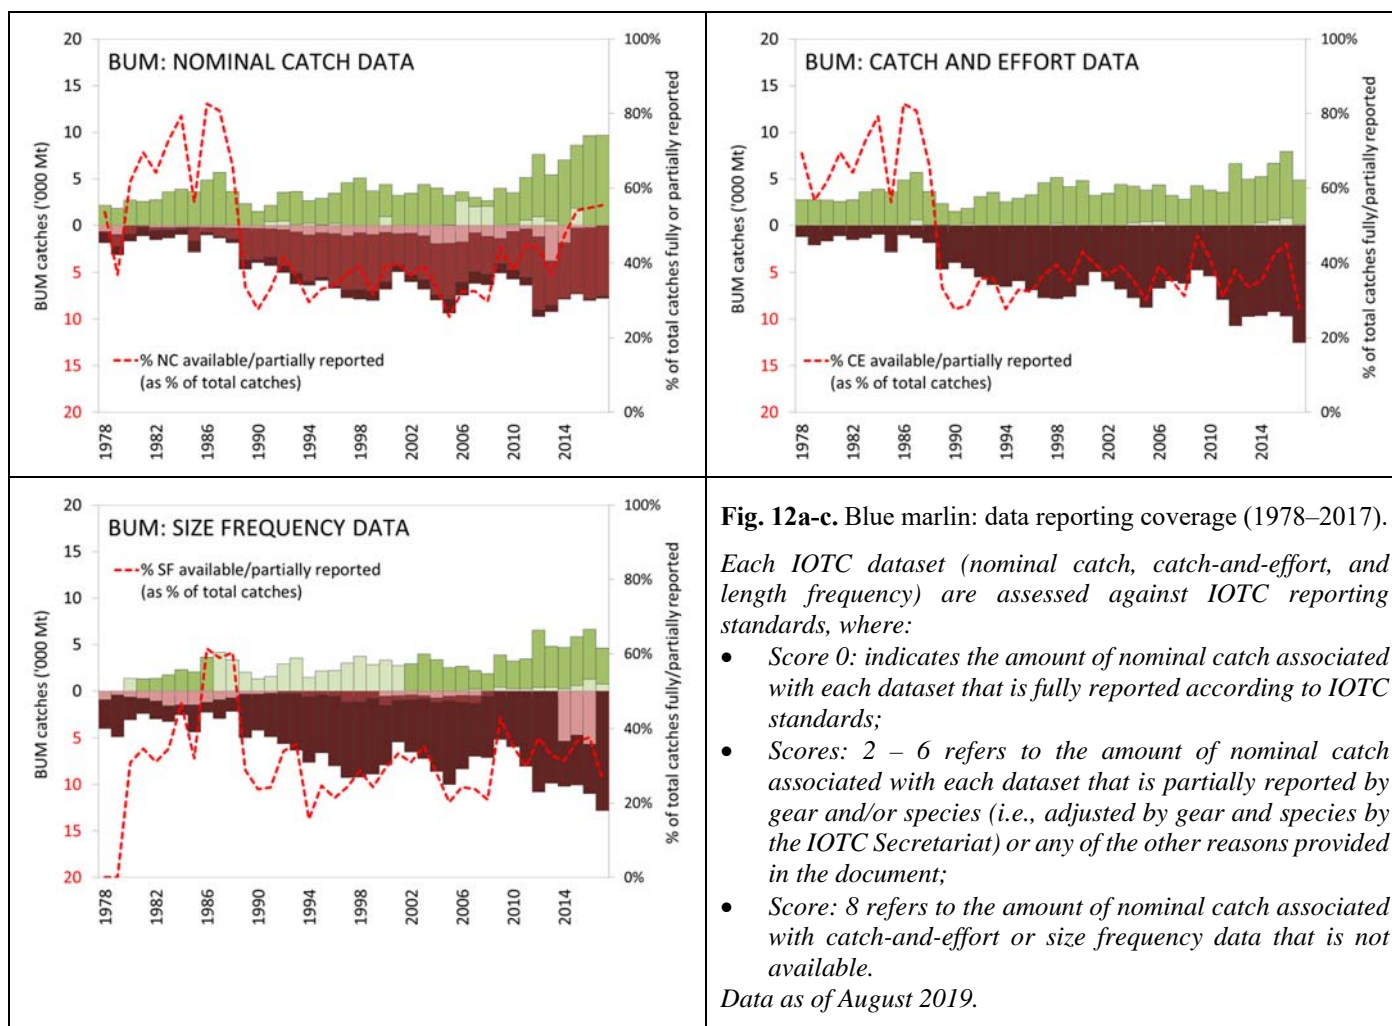 BUM: NOMINAL CATCH DATA
BUM catches ('000 Mt)
20
15
10
5
0
5
10
15
20
100%
80%
60%
40%
20%
0%
% of total catches fully or partially reported
% NC available/partially reported
(as % of total catches)
1978
1982
1986
1990
1994
1998
2002
2006
2010
2014
BUM: CATCH AND EFFORT DATA
BUM catches ('000 Mt)
20
15
10
5
0
5
10
15
20
100%
80%
60%
40%
20%
0%
% of total catches fully/partially reported
% CE available/partially reported
(as % of total catches)
1978
1982
1986
1990
1994
1998
2002
2006
2010
2014
BUM: SIZE FREQUENCY DATA
% SF available/partially reported
(as % of total catches)
BUM catches ('000 Mt)
20
15
10
5
0
5
10
15
20
100%
80%
60%
40%
20%
0%
% of total catches fully/partially reported
1978
1982
1986
1990
1994
1998
2002
2006
2010
2014
Fig. 12a-c. Blue marlin: data reporting coverage (1978–2017).
Each IOTC dataset (nominal catch, catch-and-effort, and
length frequency) are assessed against IOTC reporting
standards, where:
• Score 0: indicates the amount of nominal catch associated
with each dataset that is fully reported according to IOTC
standards;
• Scores: 2 – 6 refers to the amount of nominal catch
associated with each dataset that is partially reported by
gear and/or species (i.e., adjusted by gear and species by
the IOTC Secretariat) or any of the other reasons provided
in the document;
• Score: 8 refers to the amount of nominal catch associated
with catch-and-effort or size frequency data that is not
available.
Data as of August 2019.